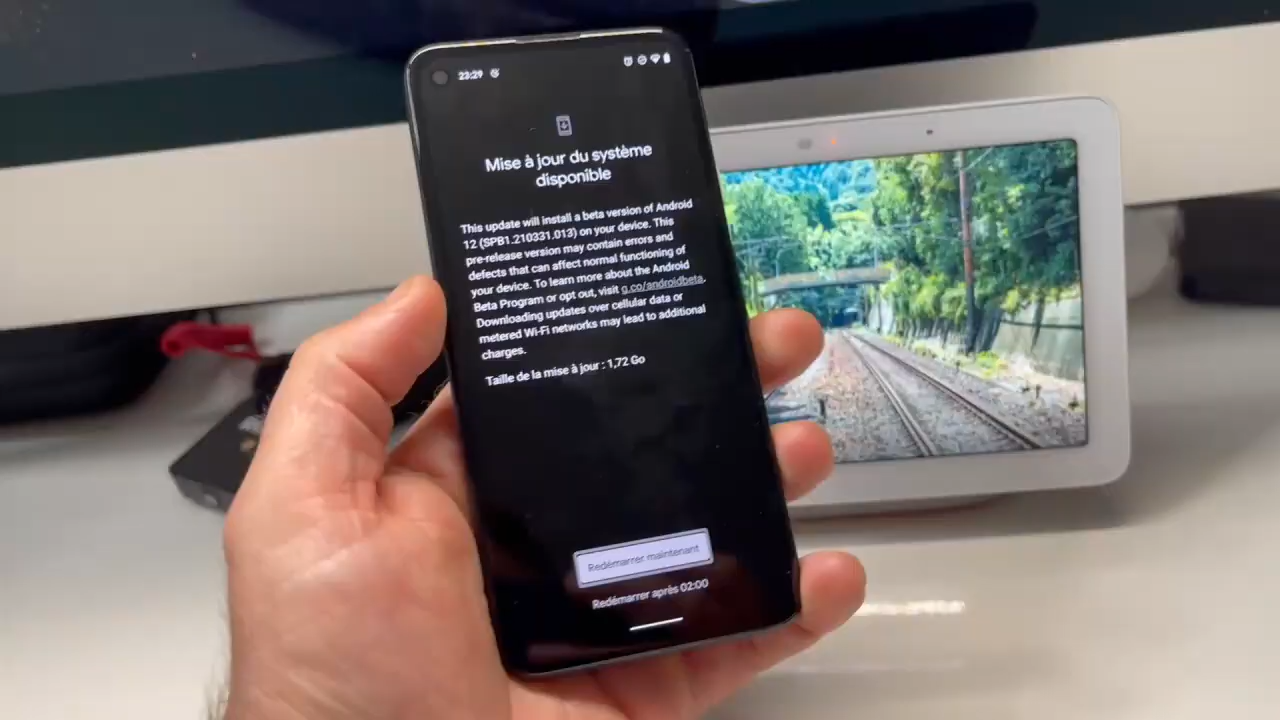 23:29
Mise à jour du système
disponible
This update will install a beta version of Android
12 (SPB1.210331.013) on your device. This
pre-release version may contain errors and
defects that can affect normal functioning of
your device. To learn more about the Android
Beta Program or opt out, visit g.co/androidbeta.
Downloading updates over cellular data or
metered Wi-Fi networks may lead to additional
charges.
Taille de la mise à jour : 1,72 Go
Redémarrer maintenant
Redémarrer après 02:00